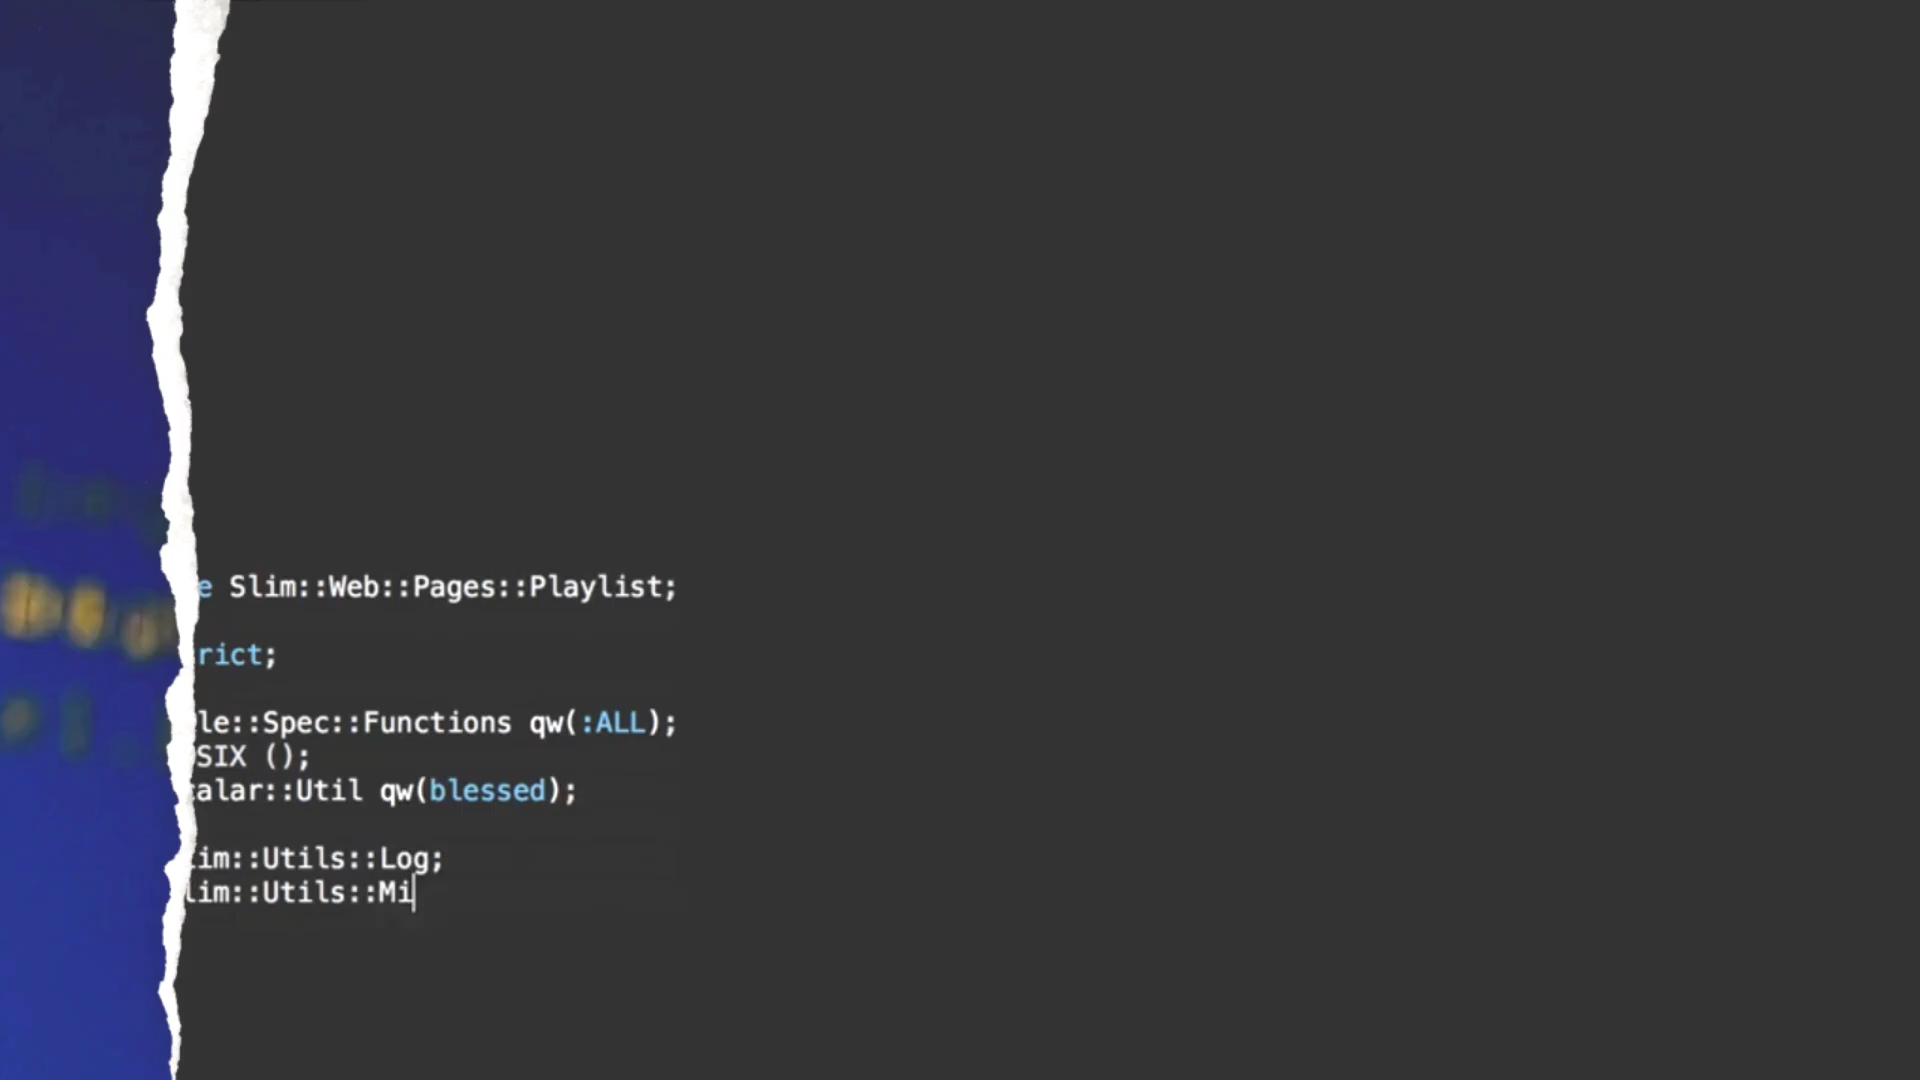 e Slim::Web::Pages::Playlist;
rict;
le::Spec::Functions qw(:ALL);
SIX ();
alar::Util qw(blessed);
im::Utils::Log;
lim::Utils::Mi